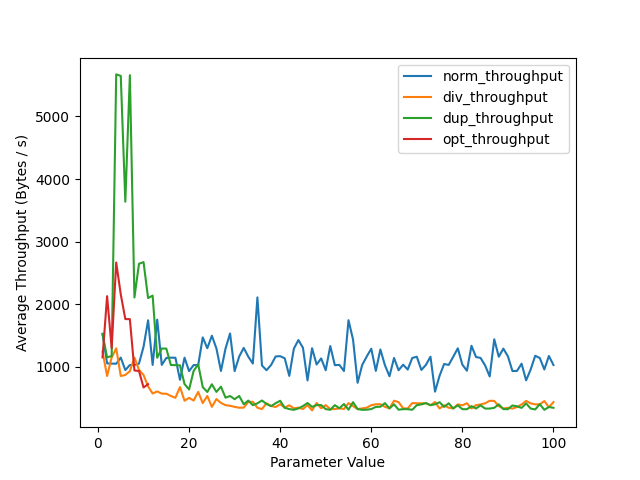 norm_throughput
div_throughput
dup_throughput
opt_throughput
Average Throughput (Bytes / s)
5000
4000
3000
2000
1000
0
20
40
60
80
100
Parameter Value